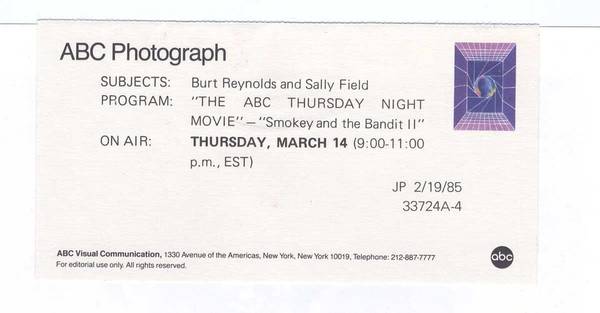 ABC Photograph
SUBJECTS: Burt Reynolds and Sally Field
PROGRAM: "THE ABC THURSDAY NIGHT
MOVIE" — "Smokey and the Bandit II"
ON AIR: THURSDAY, MARCH 14 (9:00-11:00
p.m., EST)
JP 2/19/85
33724A-4
ABC Visual Communication, 1330 Avenue of the Americas, New York, New York 10019, Telephone: 212-887-7777
For editorial use only. All rights reserved.
abc